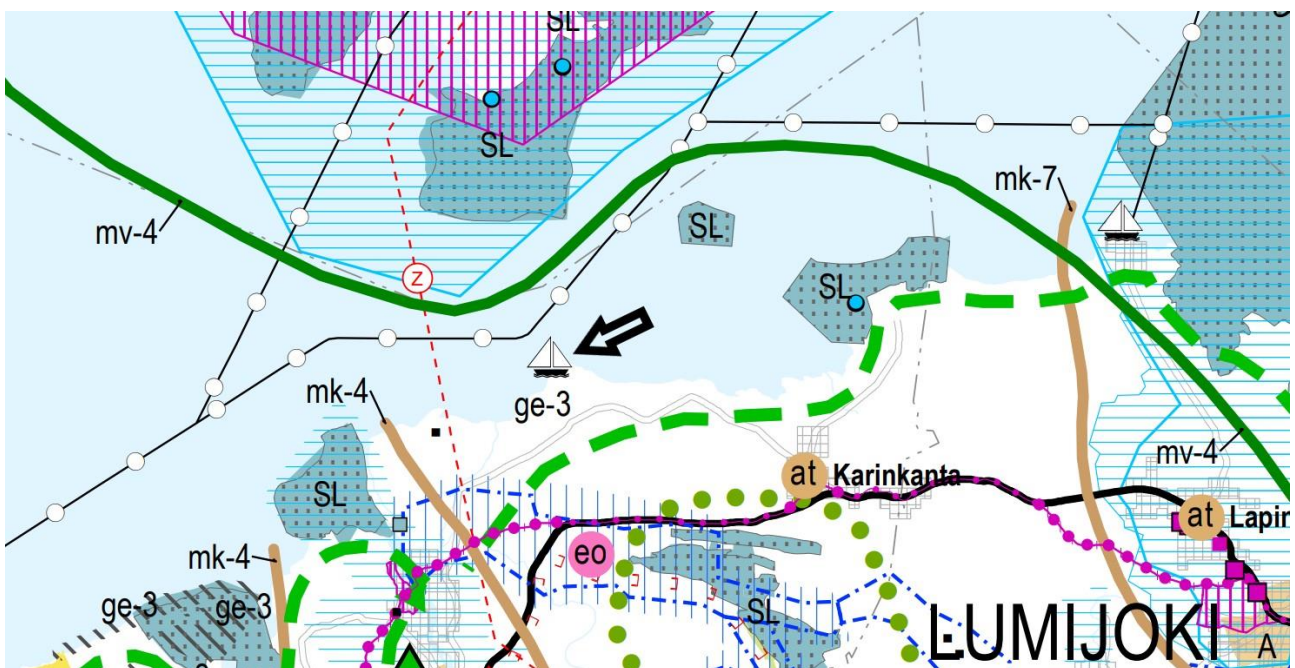 SL
SL
mk-7
mv-4
SL
SL
z
mk-4
ge-3
at Karinkanta
mv-4
SL
at Lapin
eo
mk-4
ge-3
ge-3
SL
LUMIJOKI
A